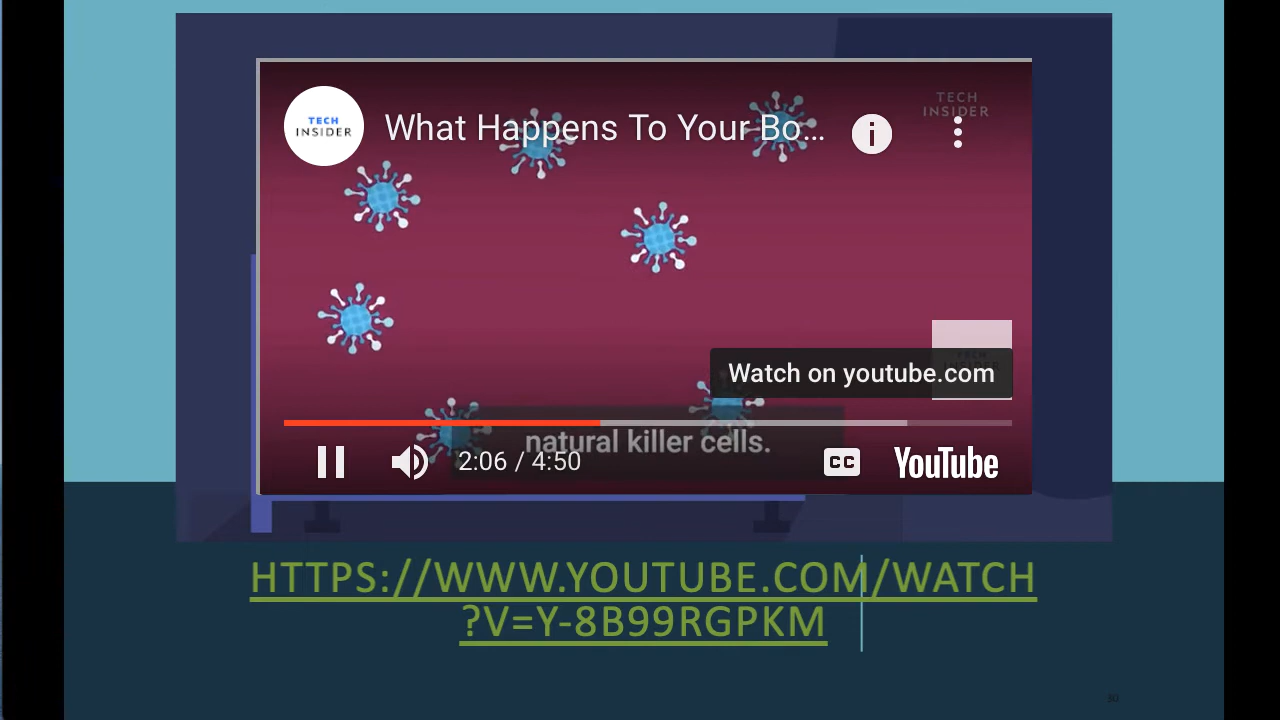 TECH
INSIDER
What Happens To Your Bo...
i
TECH
INSIDER
Watch on youtube.com
natural killer cells.
2:06 / 4:50
CC
YouTube
HTTPS://WWW.YOUTUBE.COM/WATCH
?V=Y-8B99RGPKM
30